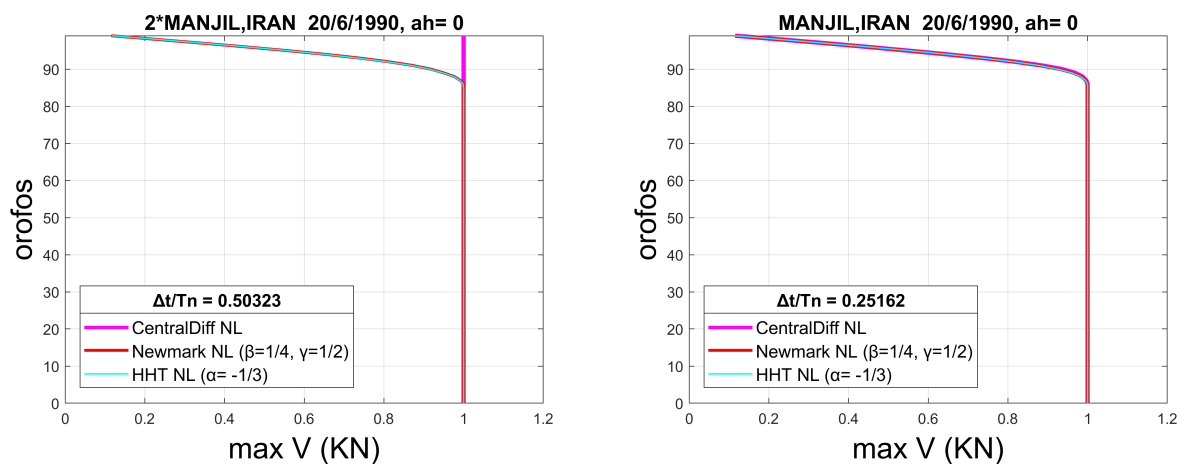 2*MANJIL,IRAN  20/6/1990, ah= 0
orofos
90
80
70
60
50
40
30
20
10
0
Δt/Tn = 0.50323
CentralDiff NL
Newmark NL (β=1/4, γ=1/2)
HHT NL (α= -1/3)
0 0.2 0.4 0.6 0.8 1 1.2
max V (KN)
MANJIL,IRAN  20/6/1990, ah= 0
orofos
90
80
70
60
50
40
30
20
10
0
Δt/Tn = 0.25162
CentralDiff NL
Newmark NL (β=1/4, γ=1/2)
HHT NL (α= -1/3)
0 0.2 0.4 0.6 0.8 1 1.2
max V (KN)